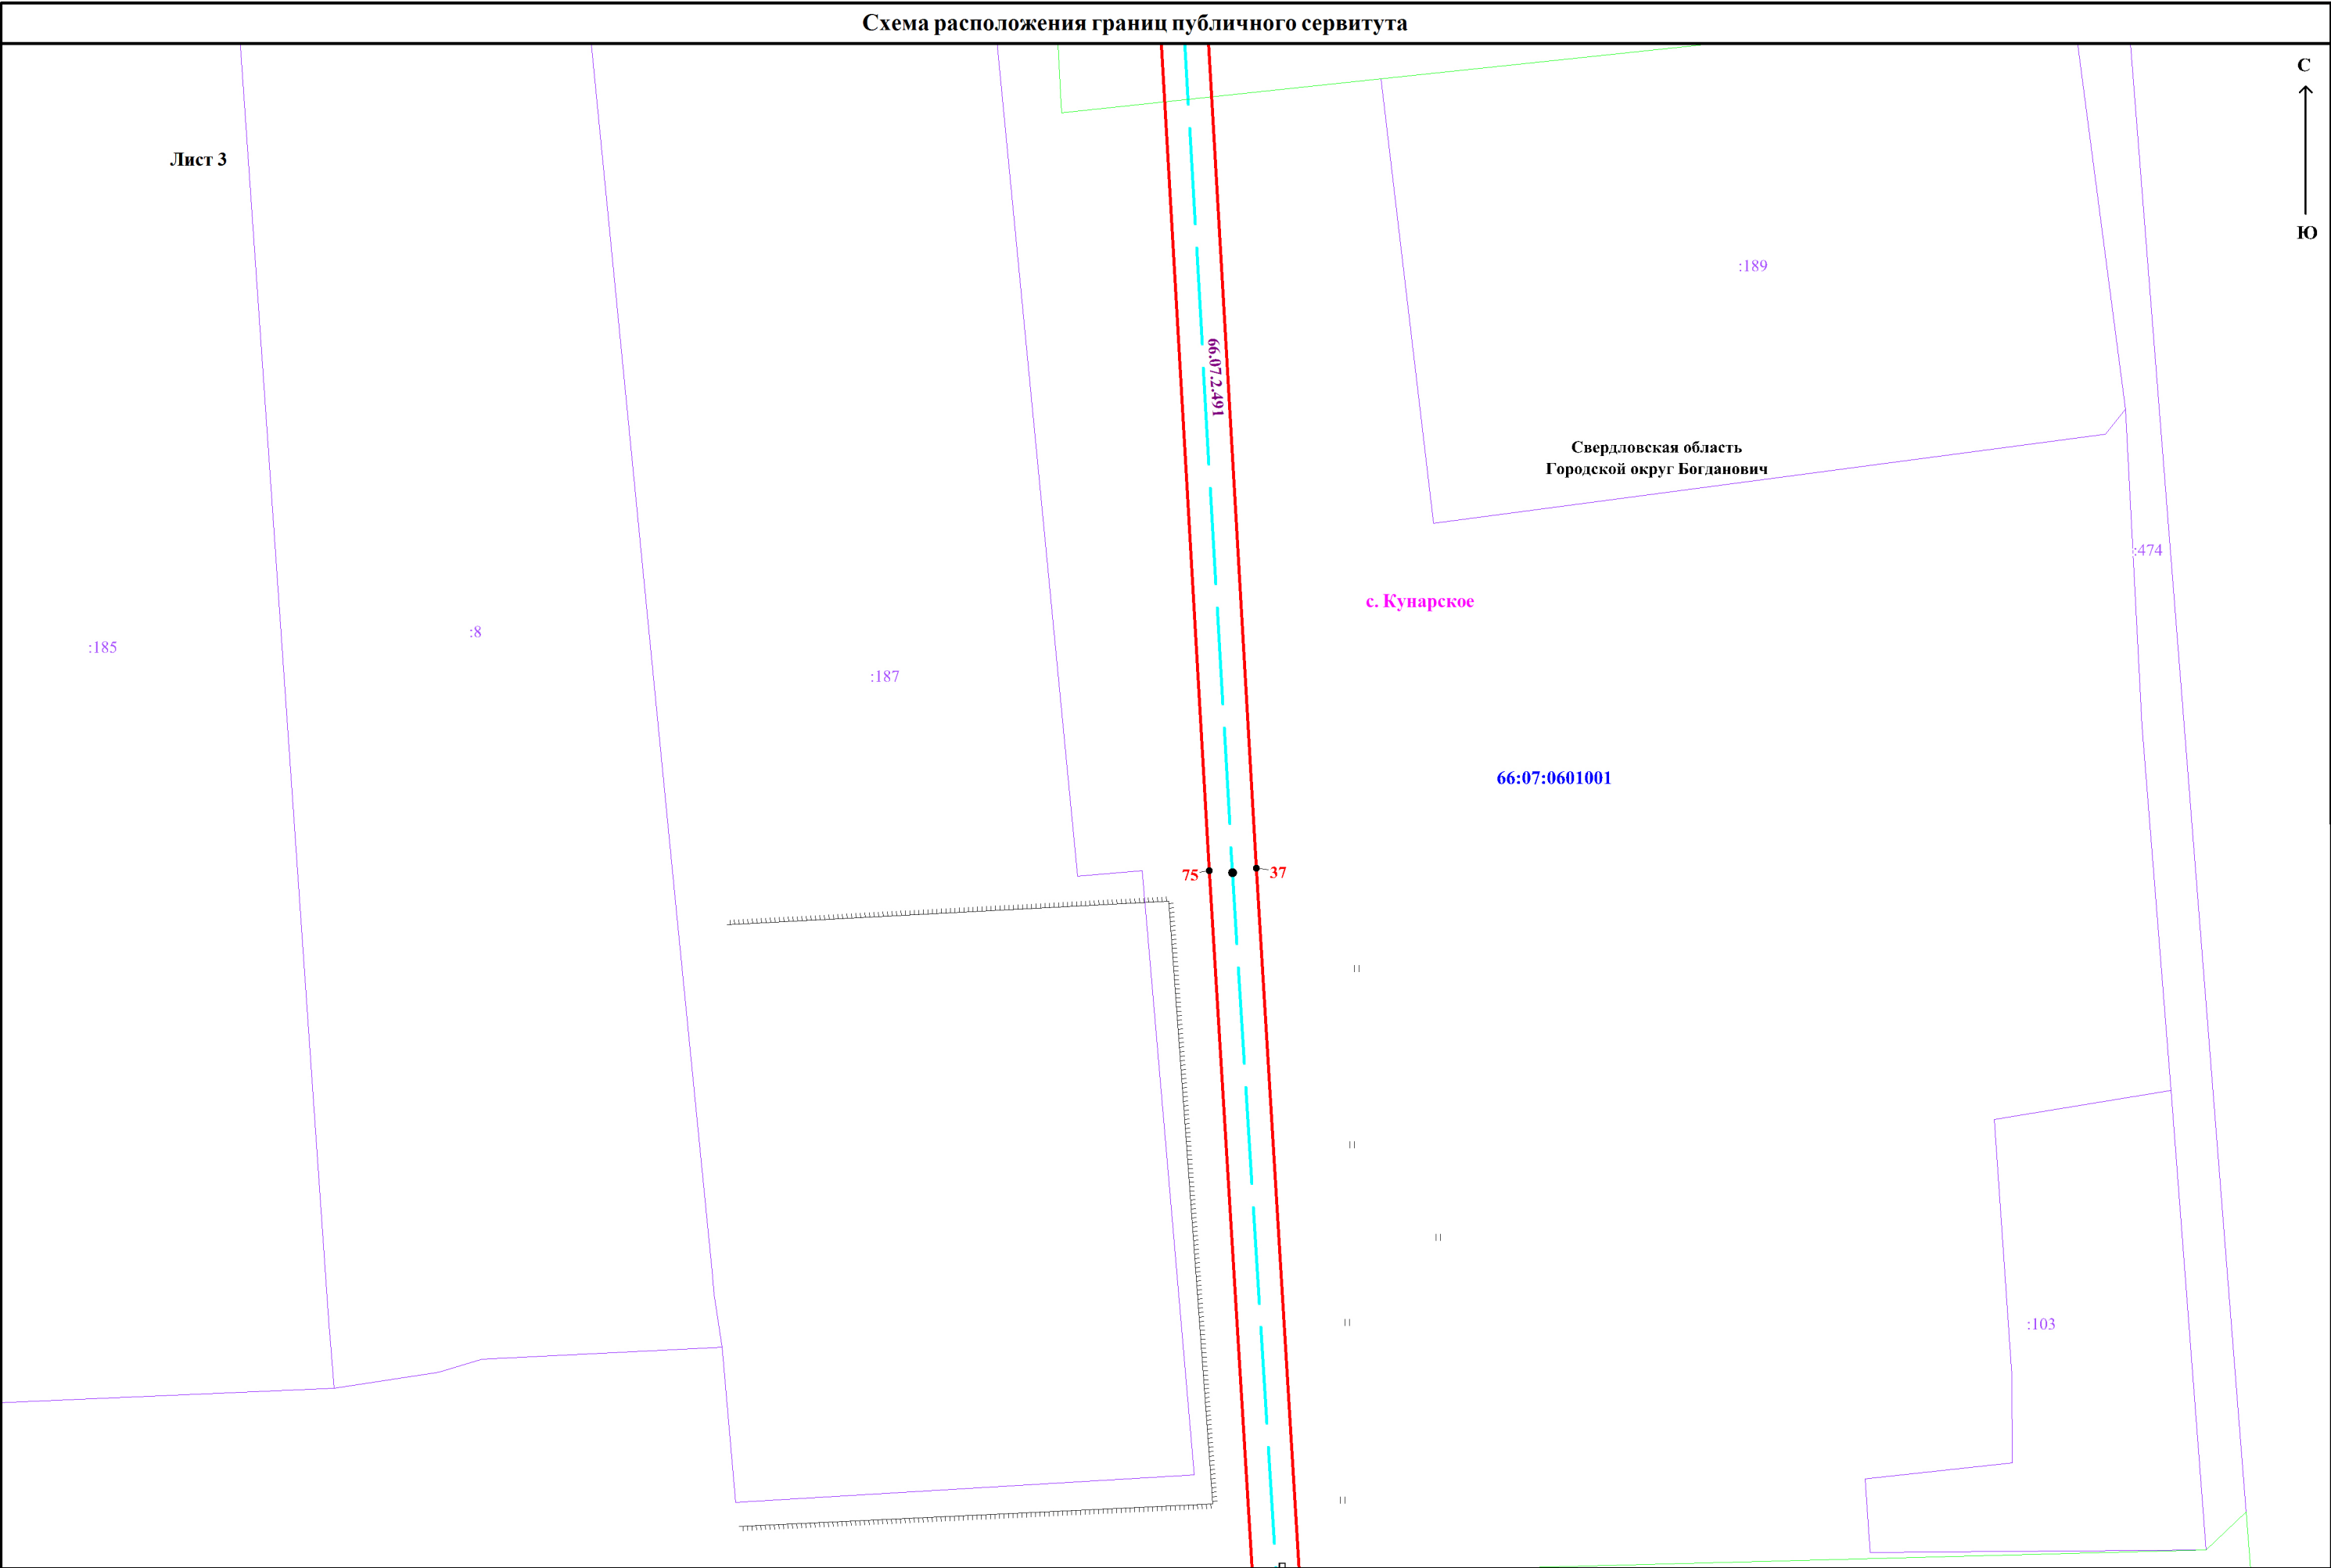 Схема расположения границ публичного сервитута
С
Лист 3
Ю
:189
66.07.2.491
Свердловская область
Городской округ Богданович
:474
с. Кунарское
:8
:185
:187
66:07:0601001
75
37
:103